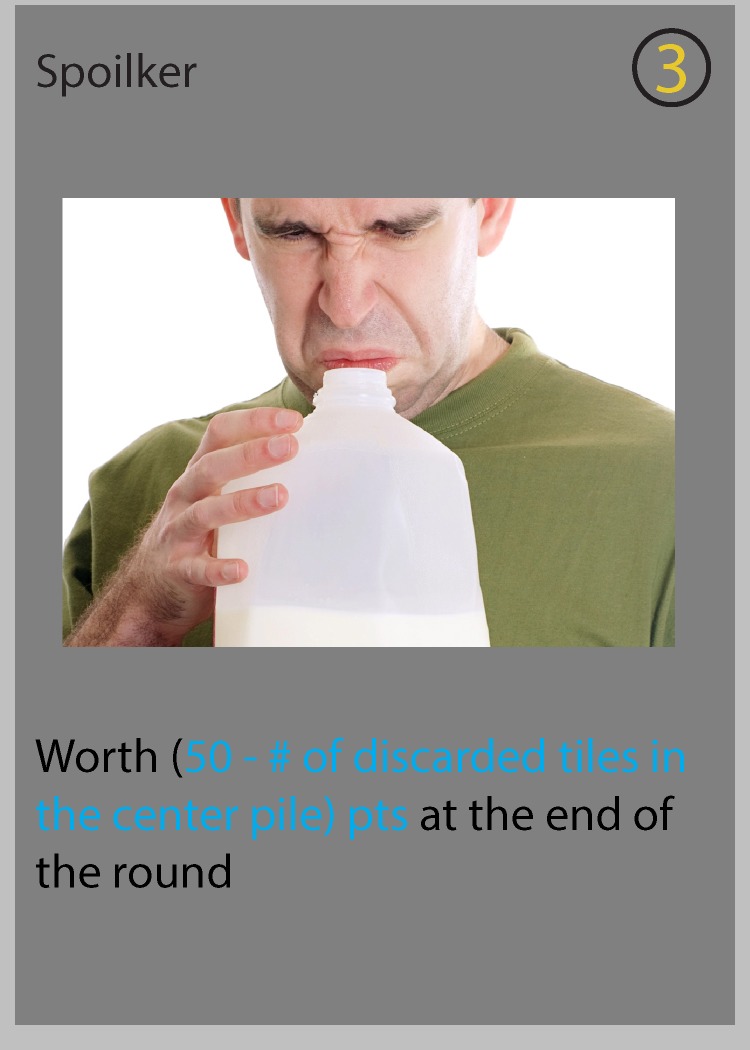 Spoilker
3
Worth (50 - # of discarded tiles in
the center pile) pts at the end of
the round